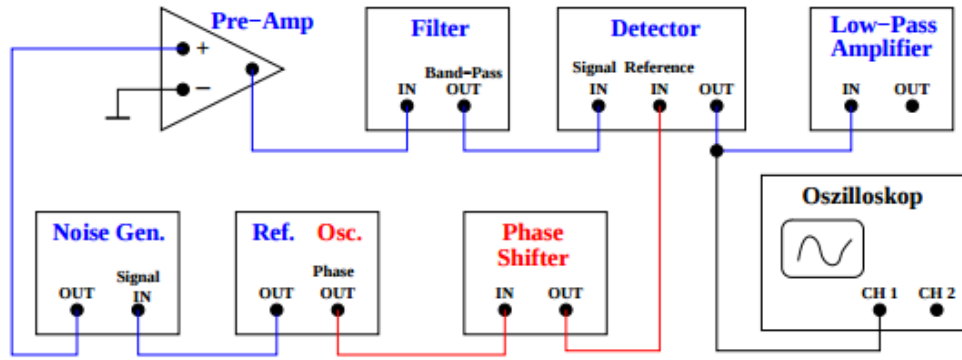 Pre-Amp
+
−
Filter
Band-Pass
IN OUT
Detector
Signal Reference
IN IN OUT
Low-Pass
Amplifier
IN OUT
Noise Gen.
Signal
OUT IN
Ref. Osc.
Phase
OUT OUT
Phase
Shifter
IN OUT
Oszilloskop
CH 1 CH 2